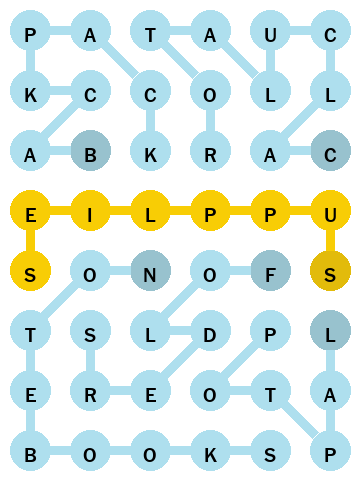 P A T A U C
K C C O L L
A B K R A C
E I L P P U
S O N O F S
T S L D P L
E R E O T A
B O O K S P